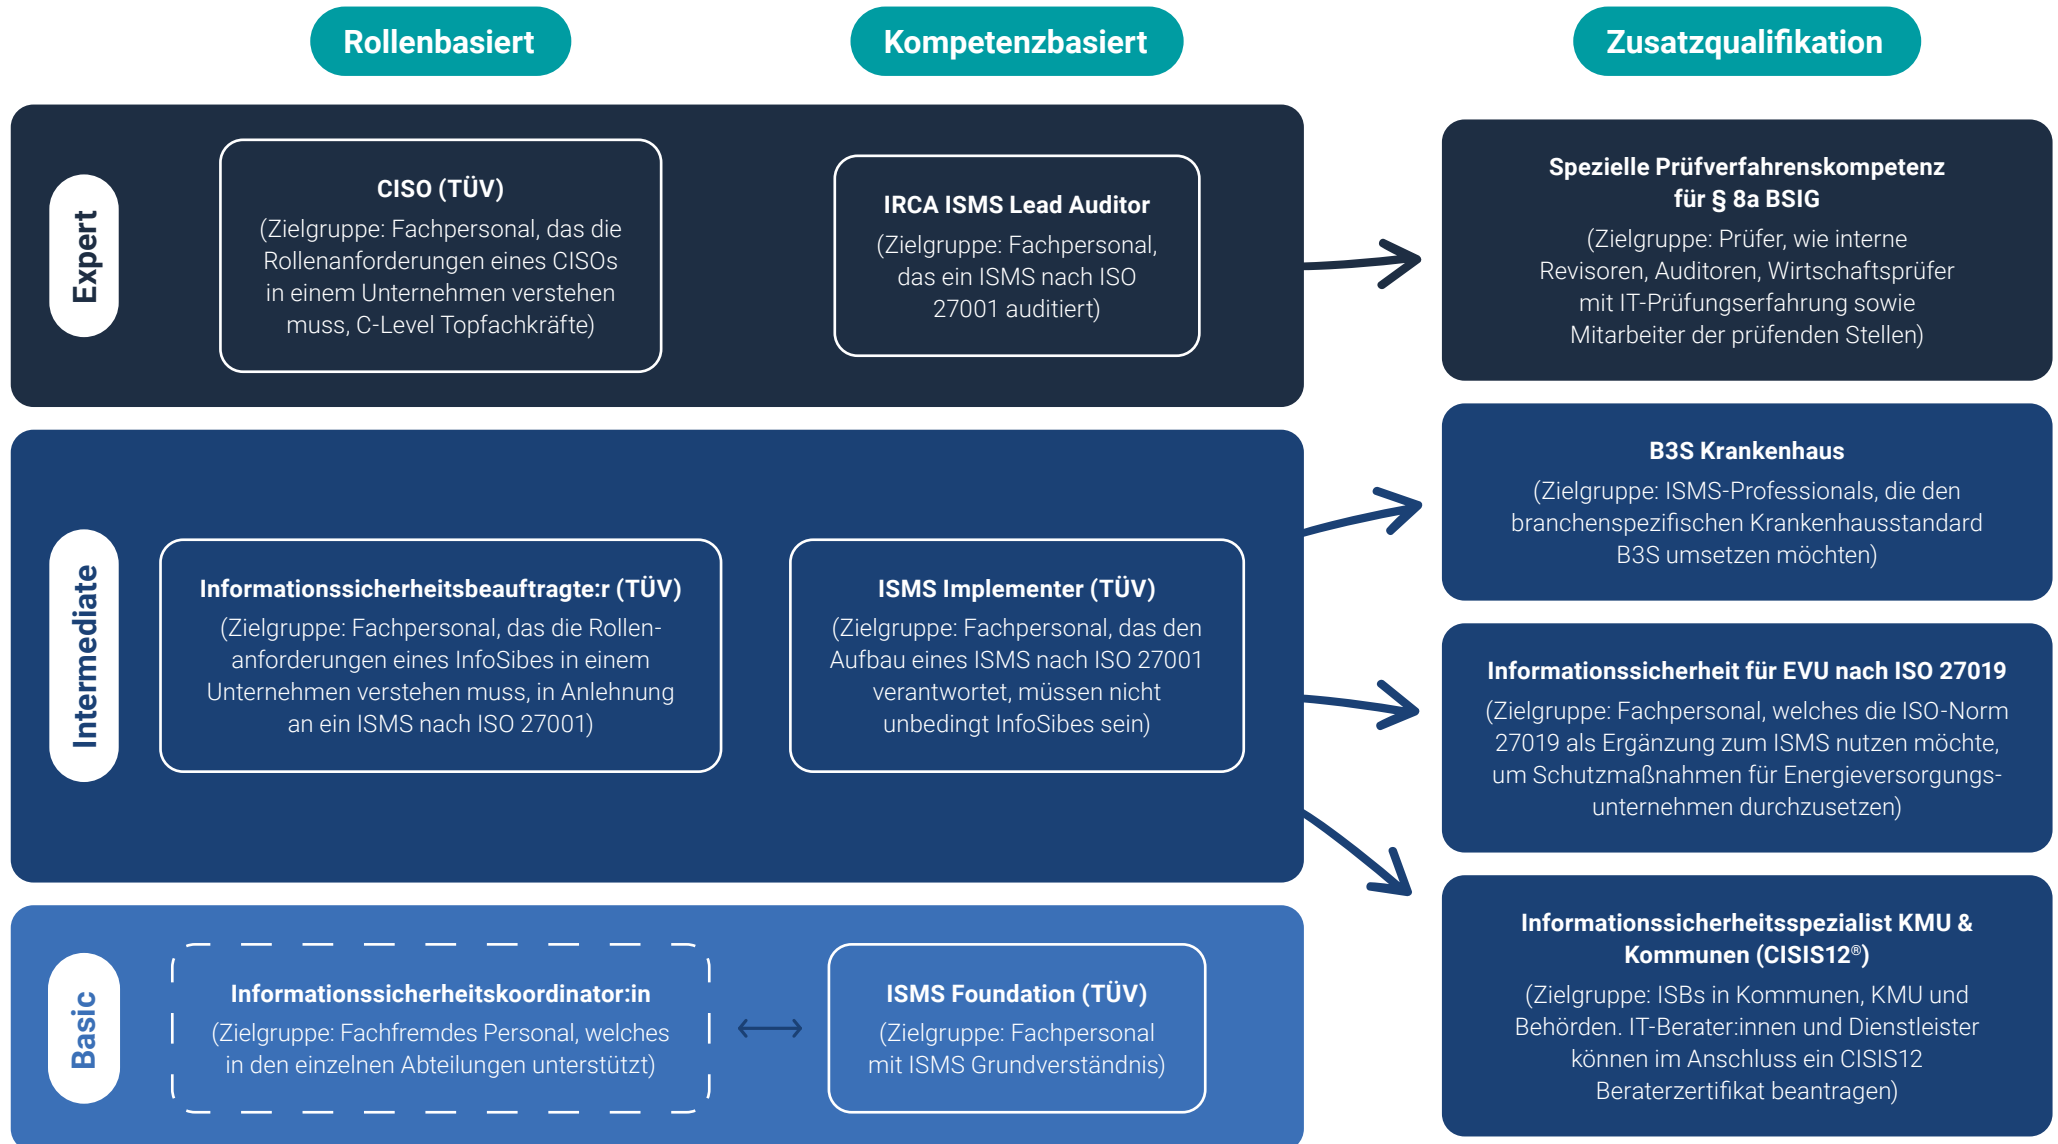 Rollenbasiert
Kompetenzbasiert
Zusatzqualifikation
Expert
CISO (TÜV)
(Zielgruppe: Fachpersonal, das die
Rollenanforderungen eines CISOs
in einem Unternehmen verstehen
muss, C-Level Topfachkräfte)
IRCA ISMS Lead Auditor
(Zielgruppe: Fachpersonal,
das ein ISMS nach ISO
27001 auditiert)
Spezielle Prüfverfahrenskompetenz
für § 8a BSIG
(Zielgruppe: Prüfer, wie interne
Revisoren, Auditoren, Wirtschaftsprüfer
mit IT-Prüfungserfahrung sowie
Mitarbeiter der prüfenden Stellen)
Intermediate
Informationssicherheitsbeauftragte:r (TÜV)
(Zielgruppe: Fachpersonal, das die Rollen-
anforderungen eines InfoSibes in einem
Unternehmen verstehen muss, in Anlehnung
an ein ISMS nach ISO 27001)
ISMS Implementer (TÜV)
(Zielgruppe: Fachpersonal, das den
Aufbau eines ISMS nach ISO 27001
verantwortet, müssen nicht
unbedingt InfoSibes sein)
B3S Krankenhaus
(Zielgruppe: ISMS-Professionals, die den
branchenspezifischen Krankenhausstandard
B3S umsetzen möchten)
Informationssicherheit für EVU nach ISO 27019
(Zielgruppe: Fachpersonal, welches die ISO-Norm
27019 als Ergänzung zum ISMS nutzen möchte,
um Schutzmaßnahmen für Energieversorgungs-
unternehmen durchzusetzen)
Basic
Informationssicherheitskoordinator:in
(Zielgruppe: Fachfremdes Personal, welches
in den einzelnen Abteilungen unterstützt)
ISMS Foundation (TÜV)
(Zielgruppe: Fachpersonal
mit ISMS Grundverständnis)
Informationssicherheitsspezialist KMU &
Kommunen (CISIS12®)
(Zielgruppe: ISBs in Kommunen, KMU und
Behörden. IT-Berater:innen und Dienstleister
können im Anschluss ein CISIS12
Beraterzertifikat beantragen)